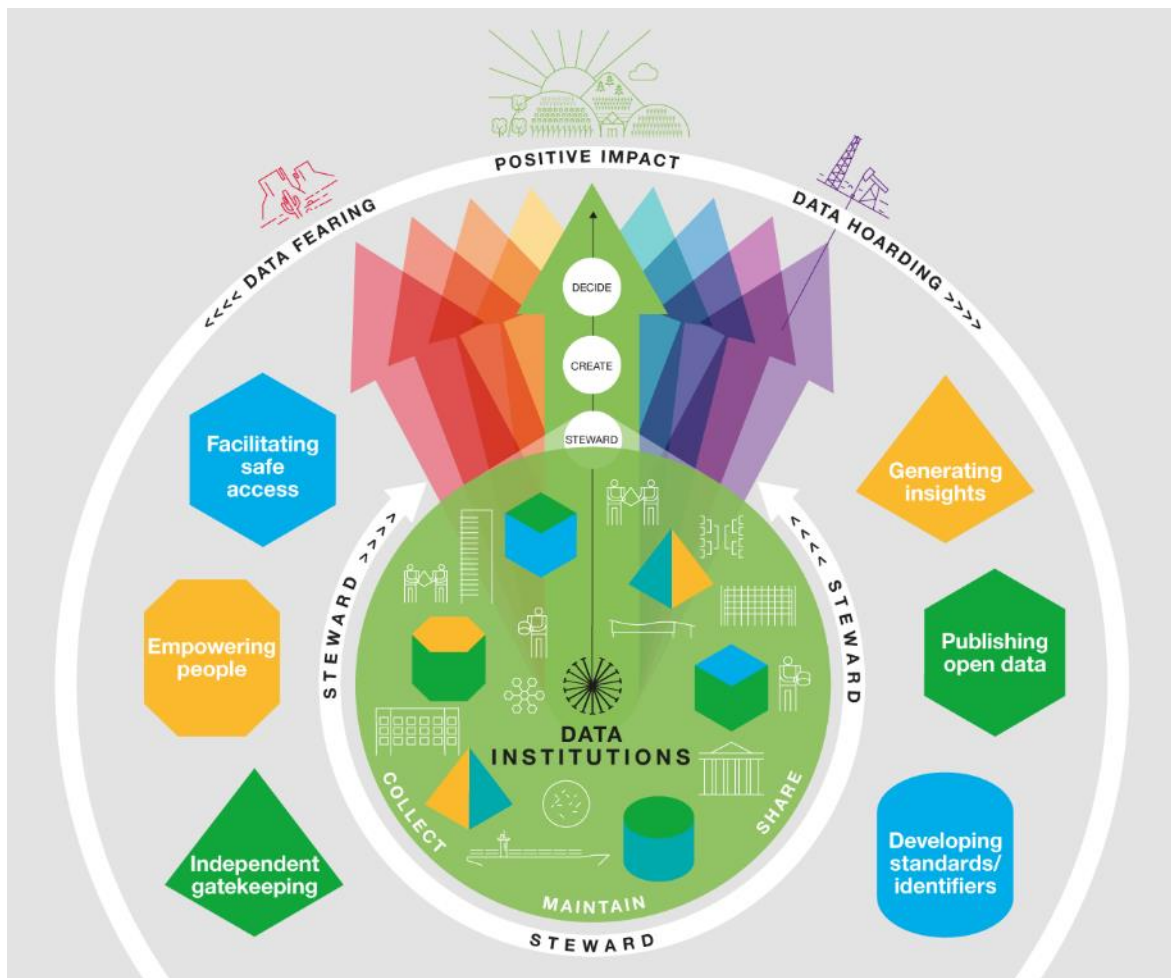 POSITIVE IMPACT
<<<< DATA FEARING
DATA HOARDING >>>>
DECIDE
CREATE
STEWARD
Facilitating
safe
access
Generating
insights
STEWARD >>>>
<<<< STEWARD
Empowering
people
Publishing
open data
DATA
INSTITUTIONS
COLLECT
SHARE
MAINTAIN
Independent
gatekeeping
Developing
standards/
identifiers
STEWARD